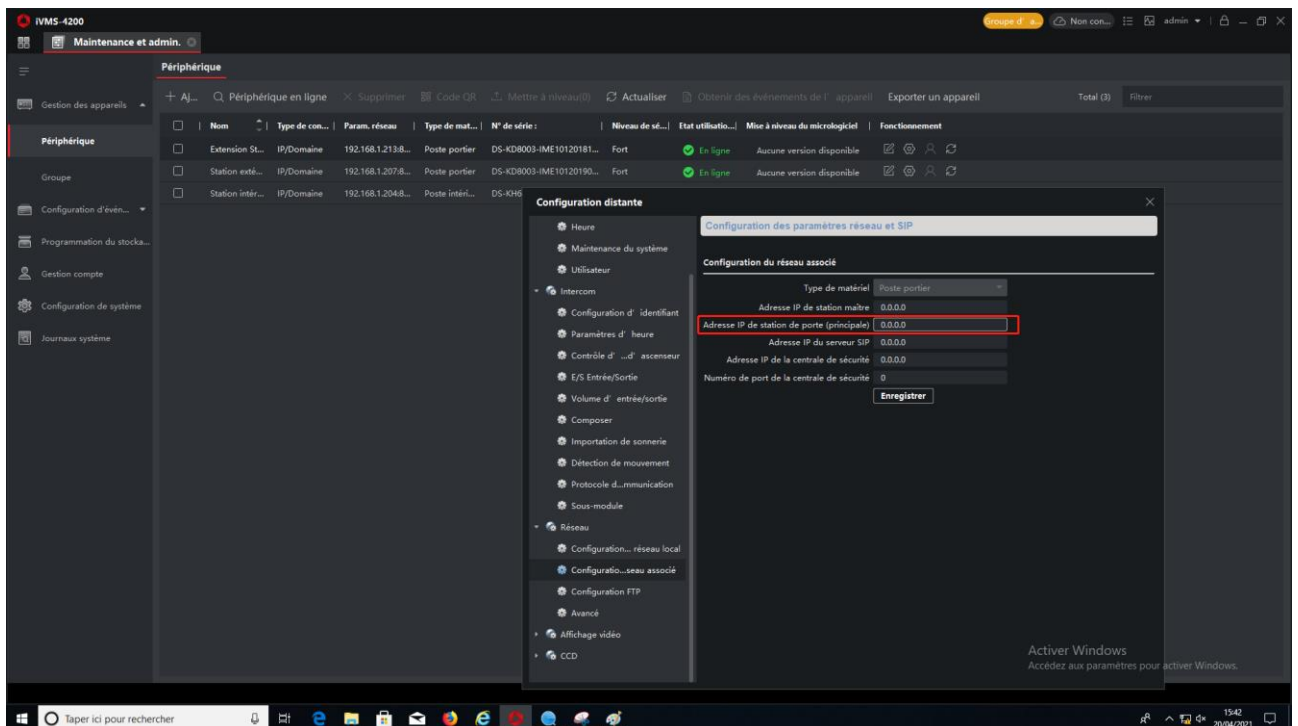 iVMS-4200
Groupe d' a...
Non con...
admin
Maintenance et admin.
Périphérique
Gestion des appareils
Périphérique
Groupe
Configuration d'évén...
Programmation du stocka...
Gestion compte
Configuration de système
Journaux système
Aj... Périphérique en ligne Supprimer Code QR Mettre à niveau(0) Actualiser Obtenir des événements de l' appareil Exporter un appareil Total (3) Filtrer
Nom Type de con... Param. réseau Type de mat... N° de série : Niveau de sé... Etat utilisatio... Mise à niveau du micrologiciel Fonctionnement
Extension St... IP/Domaine 192.168.1.213:8... Poste portier DS-KD8003-IME10120181... Fort En ligne Aucune version disponible
Station exté... IP/Domaine 192.168.1.207:8... Poste portier DS-KD8003-IME10120190... Fort En ligne Aucune version disponible
Station intér... IP/Domaine 192.168.1.204:8... Poste intéri... DS-KH6
Configuration distante
Heure
Maintenance du système
Utilisateur
Intercom
Configuration d' identifiant
Paramètres d' heure
Contrôle d' ...d' ascenseur
E/S Entrée/Sortie
Volume d' entrée/sortie
Composer
Importation de sonnerie
Détection de mouvement
Protocole d...mmunication
Sous-module
Réseau
Configuration... réseau local
Configuratio...seau associé
Configuration FTP
Avancé
Affichage vidéo
CCD
Configuration des paramètres réseau et SIP
Configuration du réseau associé
Type de matériel Poste portier
Adresse IP de station maître 0.0.0.0
Adresse IP de station de porte (principale) 0.0.0.0
Adresse IP du serveur SIP 0.0.0.0
Adresse IP de la centrale de sécurité 0.0.0.0
Numéro de port de la centrale de sécurité 0
Enregistrer
Activer Windows
Accédez aux paramètres pour activer Windows.
Taper ici pour rechercher
15:42
20/04/2021